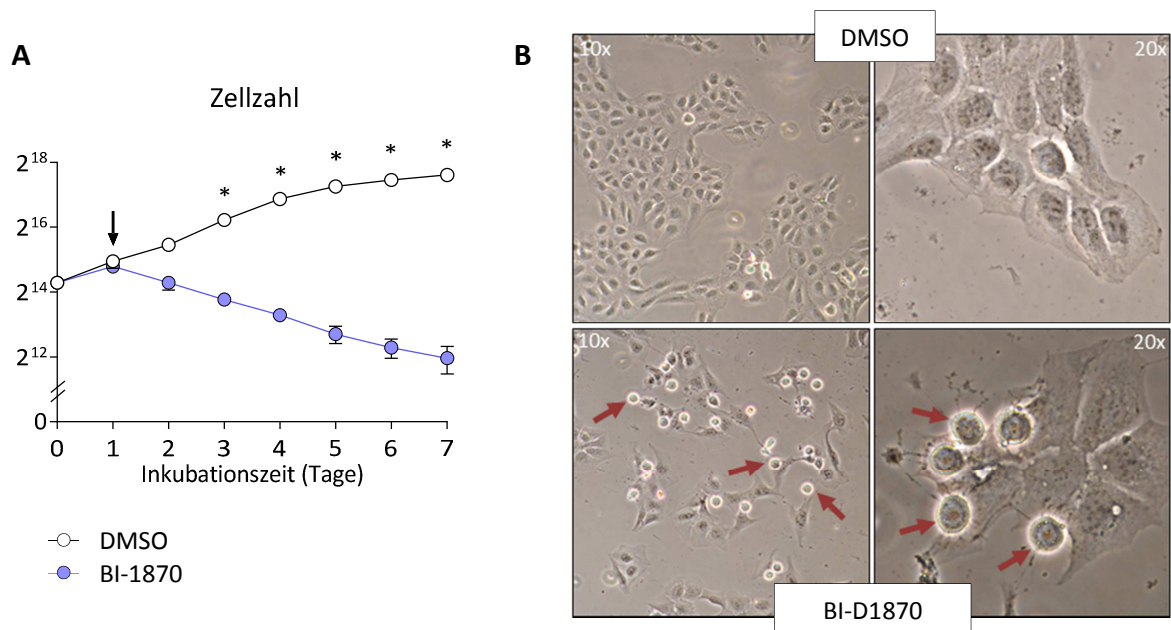 A
Zellzahl
2^18
2^16
2^14
2^12
0
* * * * *
0 1 2 3 4 5 6 7
Inkubationszeit (Tage)
DMSO
BI-1870
B
DMSO
10x
20x
10x
20x
BI-D1870